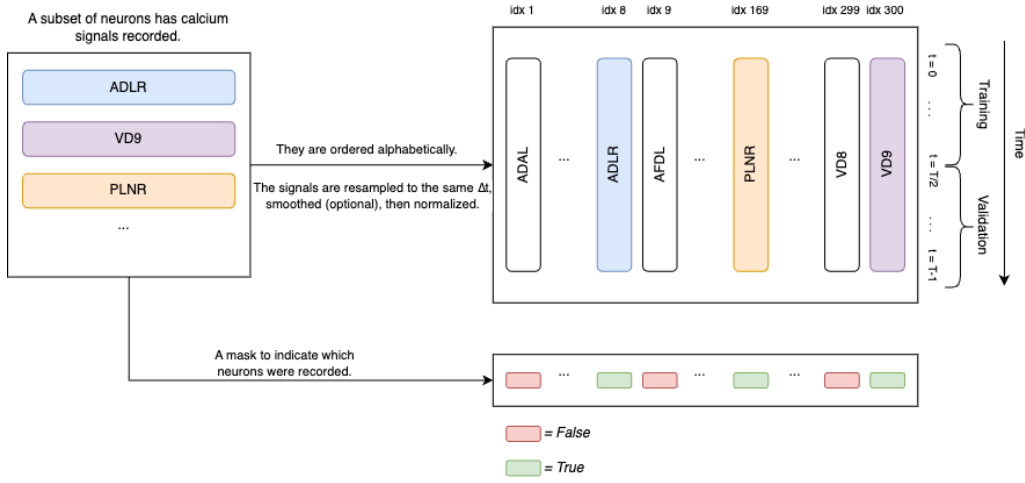 A subset of neurons has calcium
signals recorded.
ADLR
VD9
PLNR
...
They are ordered alphabetically.
The signals are resampled to the same Δt,
smoothed (optional), then normalized.
idx 1
idx 8
idx 9
idx 169
idx 299
idx 300
ADAL
...
ADLR
AFDL
...
PLNR
...
VD8
VD9
t = 0
...
t = T/2
...
t = T-1
Training
Validation
Time
A mask to indicate which
neurons were recorded.
...
...
...
= False
= True